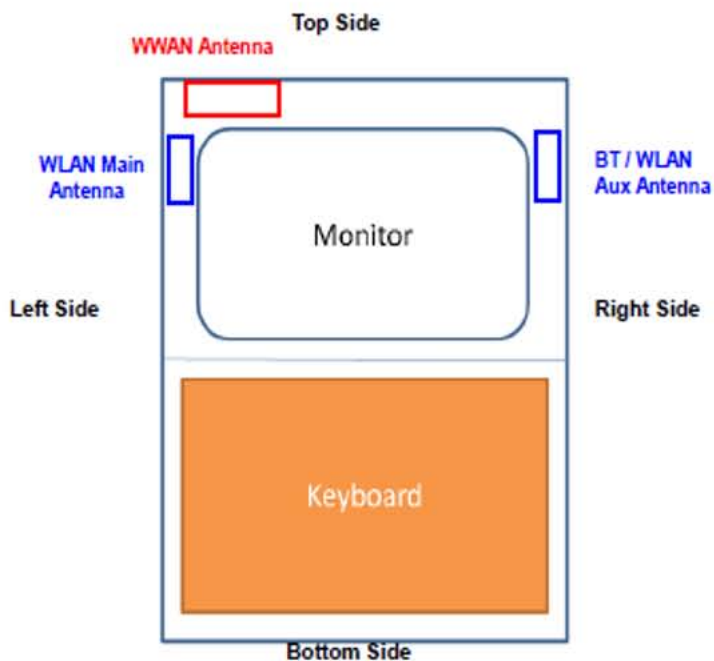 Top Side
WWAN Antenna
WLAN Main
Antenna
BT / WLAN
Aux Antenna
Monitor
Left Side
Right Side
Keyboard
Bottom Side